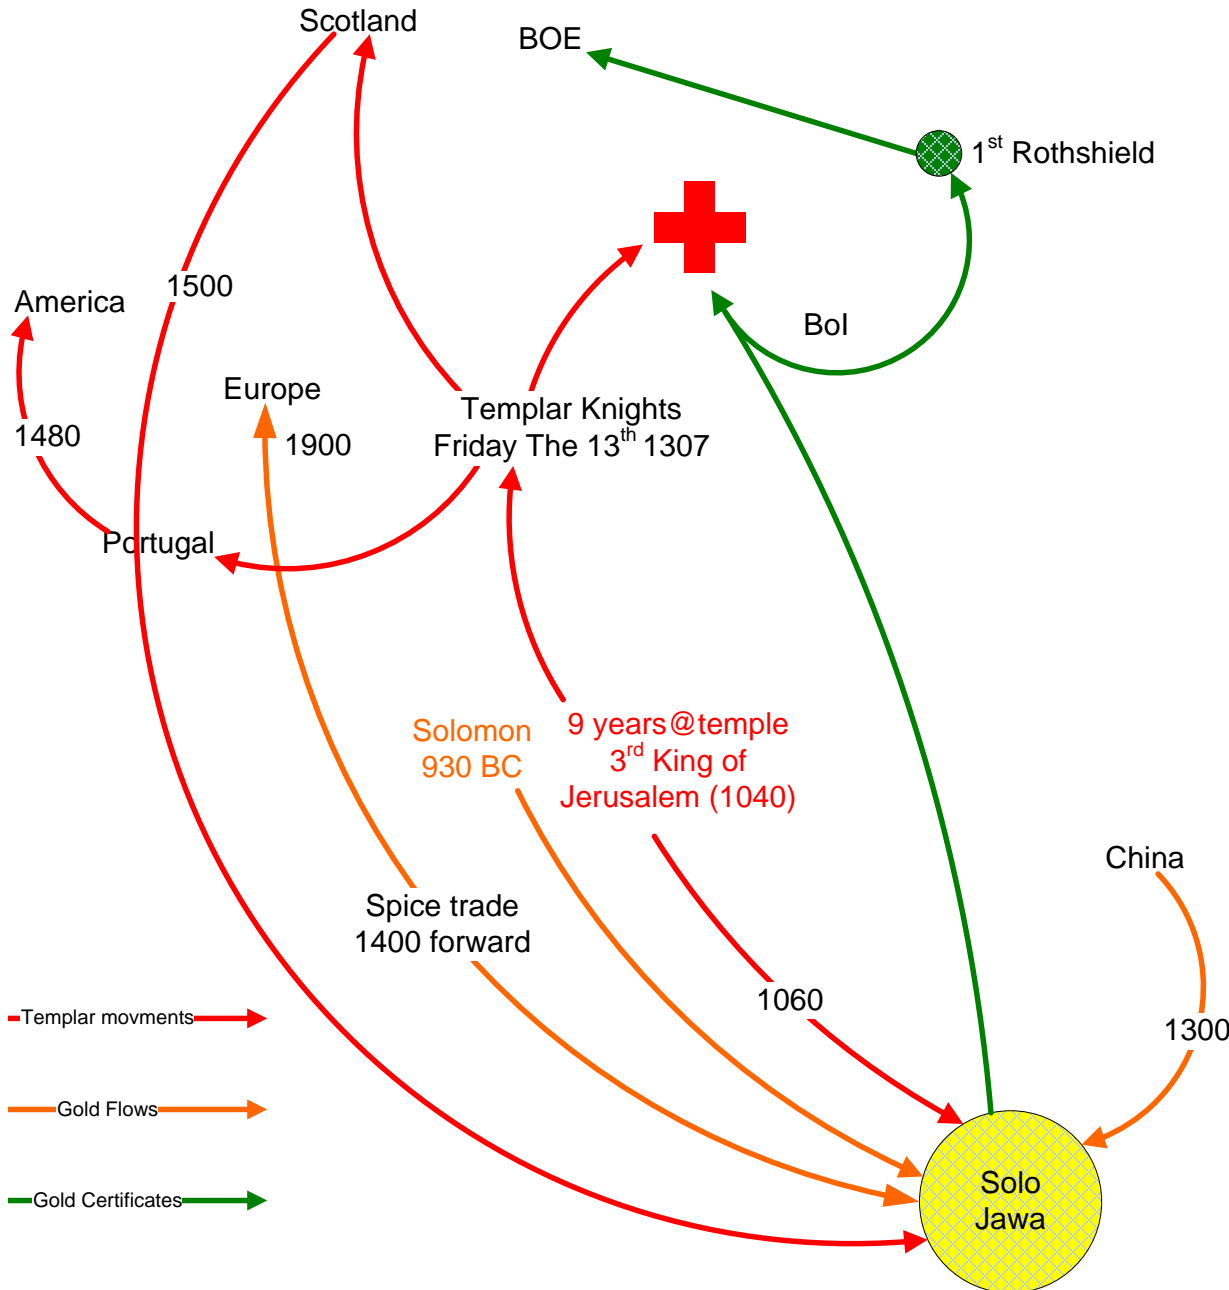 Scotland
BOE
1st Rothshield
1500
America
BoI
Europe
1480
1900
Templar Knights
Friday The 13th 1307
Portugal
Solomon
930 BC
9 years@temple
3rd King of
Jerusalem (1040)
China
Spice trade
1400 forward
1060
Templar movments
1300
Gold Flows
Gold Certificates
Solo
Jawa